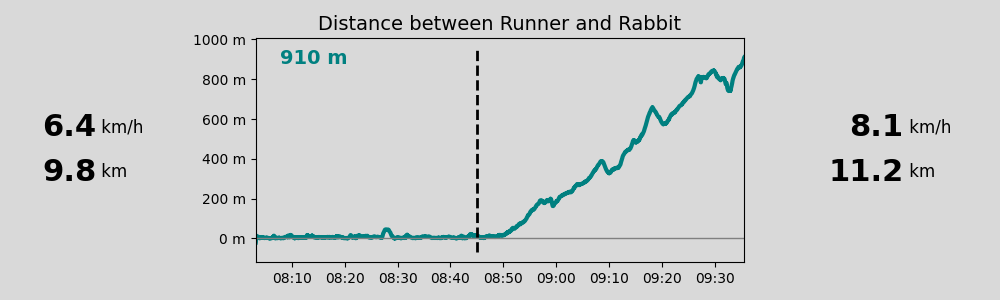 Distance between Runner and Rabbit
910 m
1000 m
800 m
600 m
400 m
200 m
0 m
08:10 08:20 08:30 08:40 08:50 09:00 09:10 09:20 09:30
6.4 km/h
9.8 km
8.1 km/h
11.2 km